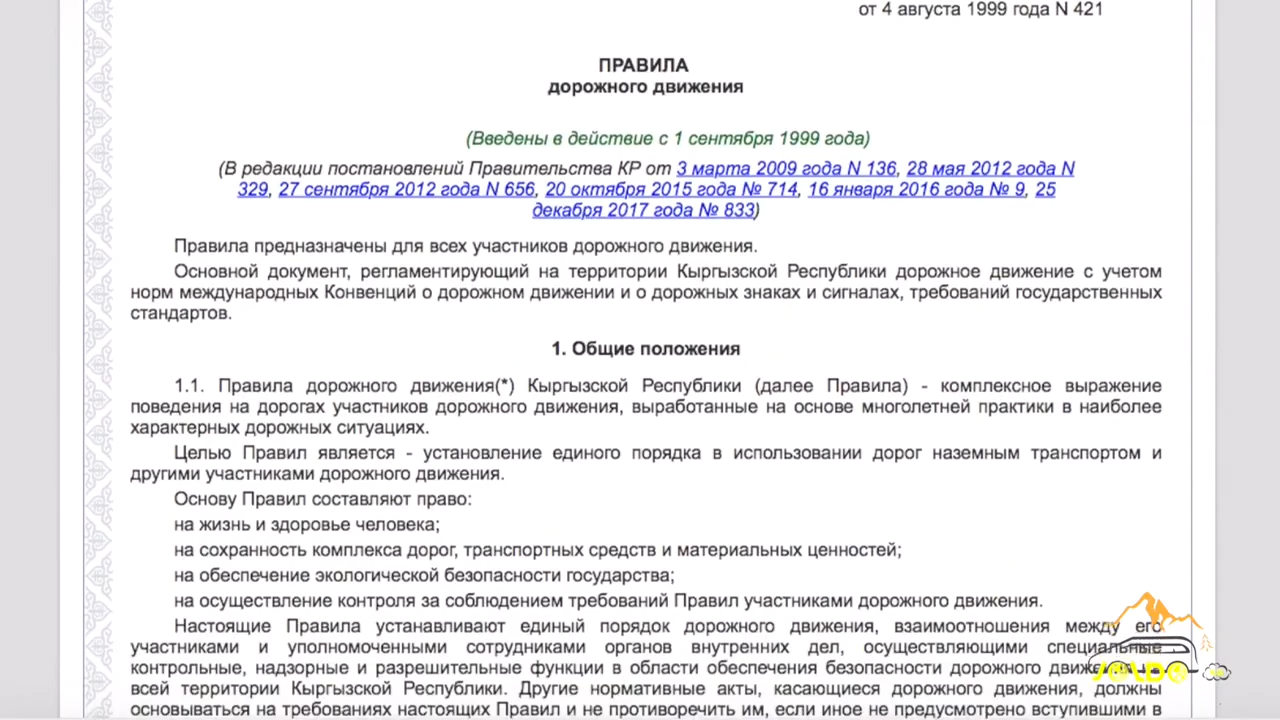 от 4 августа 1999 года N 421
ПРАВИЛА
дорожного движения
(Введены в действие с 1 сентября 1999 года)
(В редакции постановлений Правительства КР от 3 марта 2009 года N 136, 28 мая 2012 года N
329, 27 сентября 2012 года N 656, 20 октября 2015 года № 714, 16 января 2016 года № 9, 25
декабря 2017 года № 833)
Правила предназначены для всех участников дорожного движения.
Основной документ, регламентирующий на территории Кыргызской Республики дорожное движение с учетом
норм международных Конвенций о дорожном движении и о дорожных знаках и сигналах, требований государственных
стандартов.
1. Общие положения
1.1. Правила дорожного движения(*) Кыргызской Республики (далее Правила) - комплексное выражение
поведения на дорогах участников дорожного движения, выработанные на основе многолетней практики в наиболее
характерных дорожных ситуациях.
Целью Правил является - установление единого порядка в использовании дорог наземным транспортом и
другими участниками дорожного движения.
Основу Правил составляют право:
на жизнь и здоровье человека;
на сохранность комплекса дорог, транспортных средств и материальных ценностей;
на обеспечение экологической безопасности государства;
на осуществление контроля за соблюдением требований Правил участниками дорожного движения.
Настоящие Правила устанавливают единый порядок дорожного движения, взаимоотношения между его
участниками и уполномоченными сотрудниками органов внутренних дел, осуществляющими специальные
контрольные, надзорные и разрешительные функции в области обеспечения безопасности дорожного
всей территории Кыргызской Республики. Другие нормативные акты, касающиеся дорожного движения, должны
основываться на требованиях настоящих Правил и не противоречить им, если иное не предусмотрено вступившими в